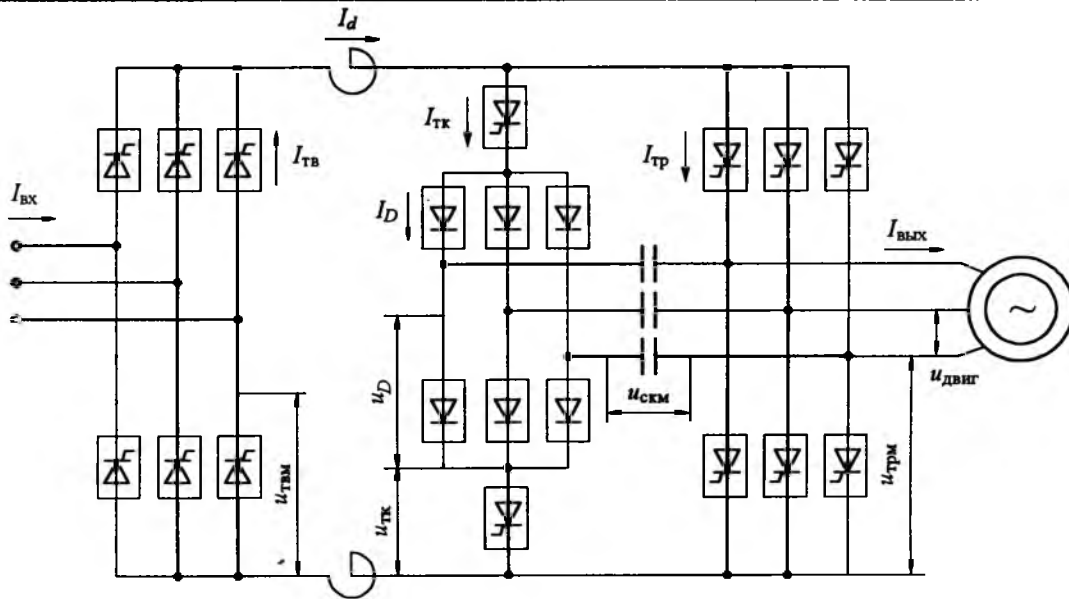 I_d
I_тк
I_тв
I_тр
I_вх
I_D
I_вых
u_D
u_скм
u_двиг
u_твм
u_тк
u_трм
~